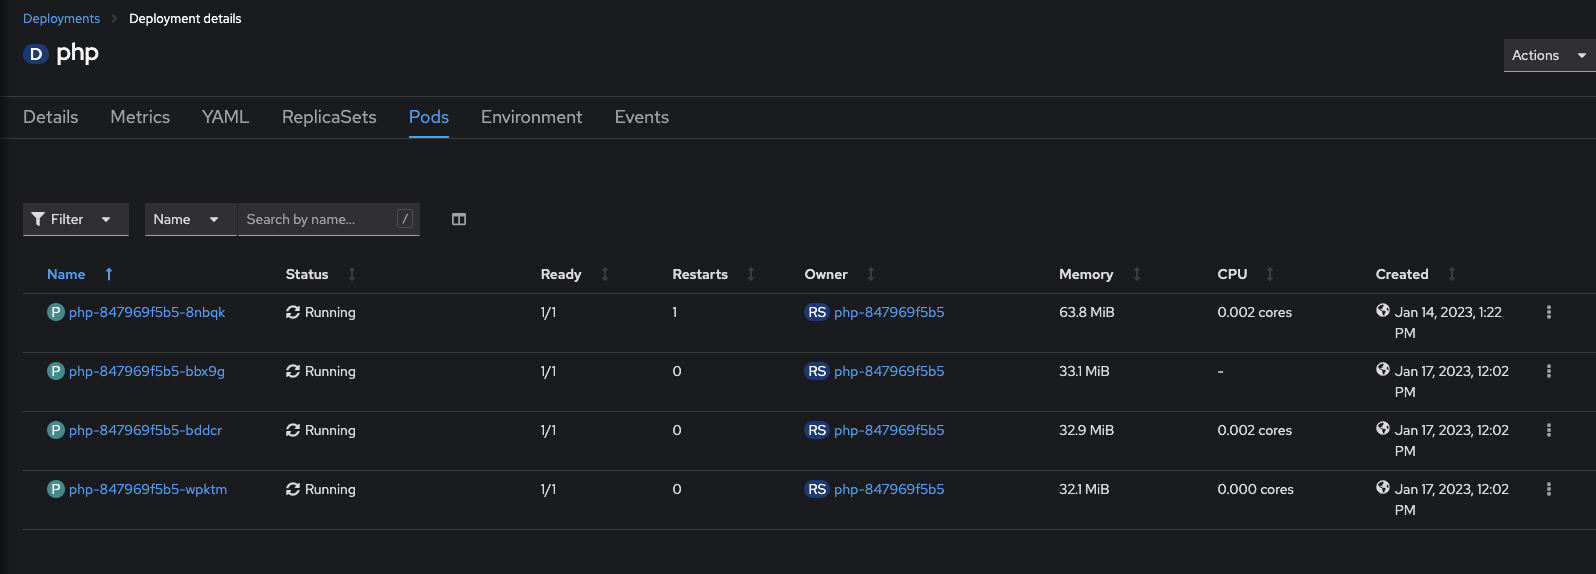 Deployments > Deployment details
D php
Actions
Details Metrics YAML ReplicaSets Pods Environment Events
Filter Name Search by name... /
Name Status Ready Restarts Owner Memory CPU Created
P php-847969f5b5-8nbqk Running 1/1 1 RS php-847969f5b5 63.8 MiB 0.002 cores Jan 14, 2023, 1:22
PM
P php-847969f5b5-bbx9g Running 1/1 0 RS php-847969f5b5 33.1 MiB - Jan 17, 2023, 12:02
PM
P php-847969f5b5-bddcr Running 1/1 0 RS php-847969f5b5 32.9 MiB 0.002 cores Jan 17, 2023, 12:02
PM
P php-847969f5b5-wpktm Running 1/1 0 RS php-847969f5b5 32.1 MiB 0.000 cores Jan 17, 2023, 12:02
PM